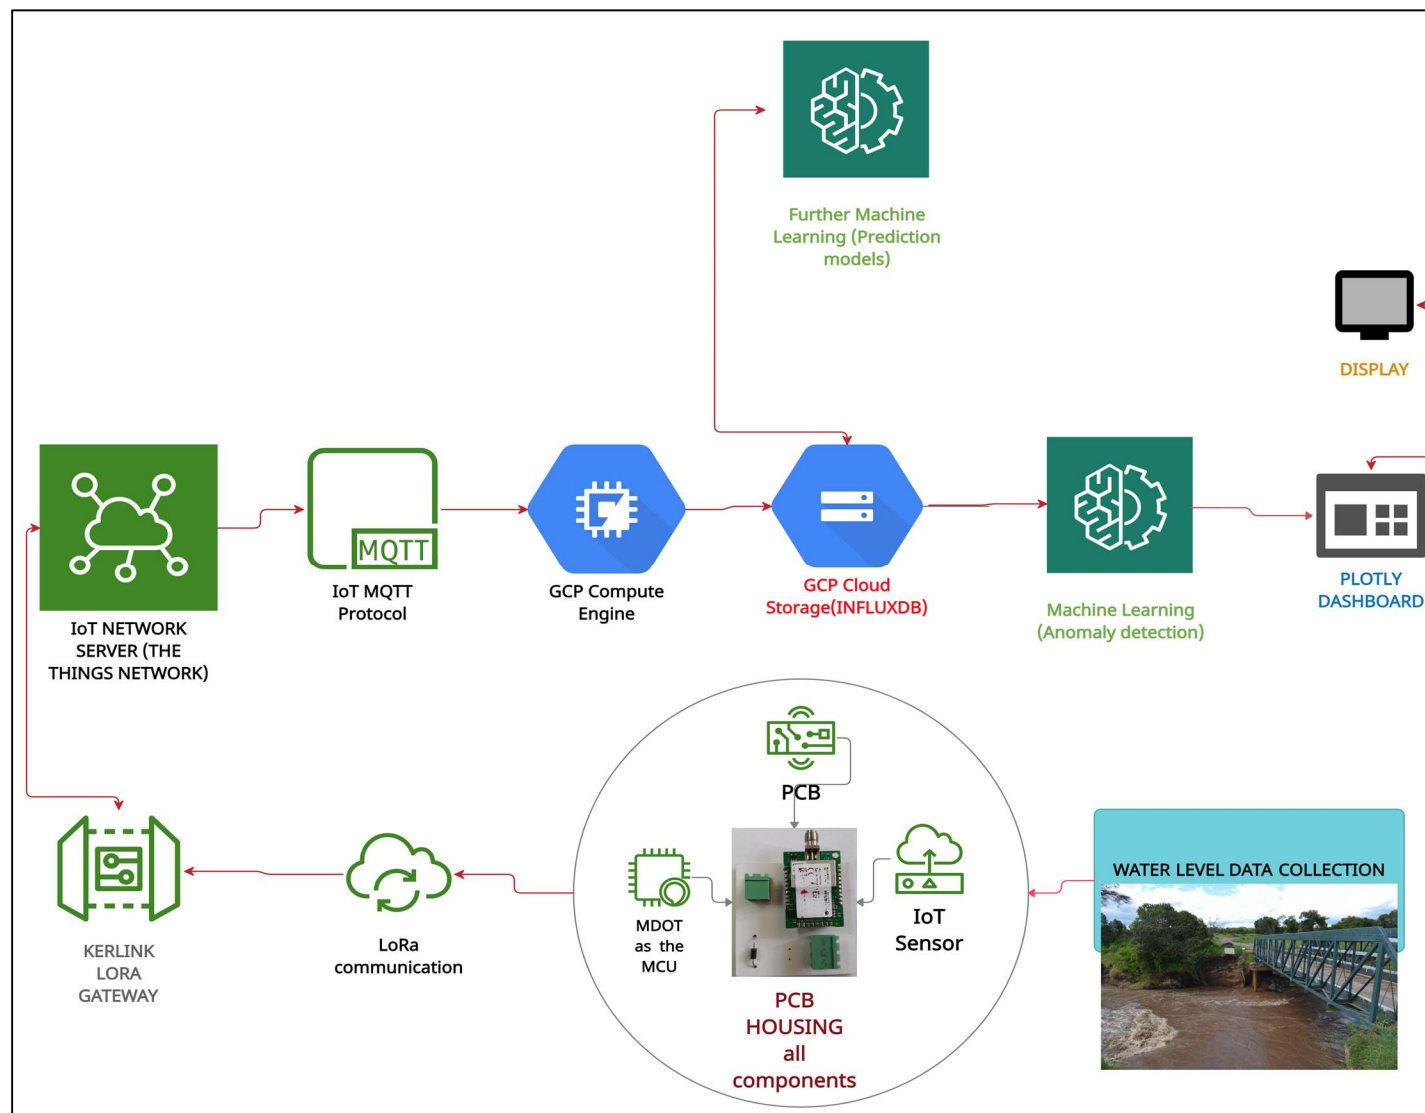 Further Machine
Learning (Prediction
models)
DISPLAY
MQTT
IoT NETWORK
SERVER (THE
THINGS NETWORK)
IoT MQTT
Protocol
GCP Compute
Engine
GCP Cloud
Storage(INFLUXDB)
Machine Learning
(Anomaly detection)
PLOTLY
DASHBOARD
KERLINK
LORA
GATEWAY
LoRa
communication
PCB
MDOT
as the
MCU
IoT
Sensor
PCB
HOUSING
all
components
WATER LEVEL DATA COLLECTION